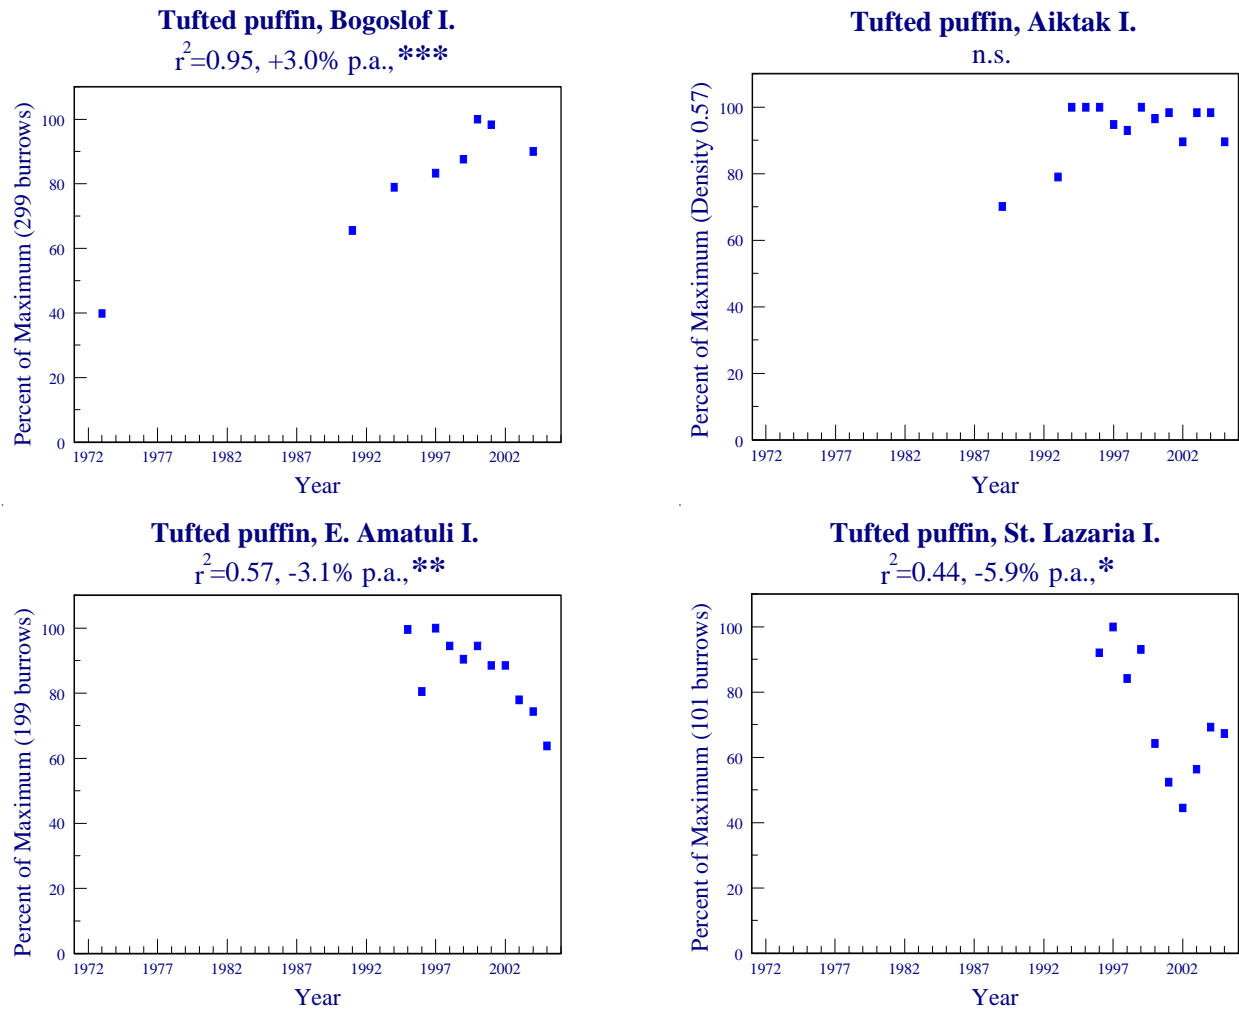 Tufted puffin, Bogoslof I.
r²=0.95, +3.0% p.a.,***
Percent of Maximum (299 burrows)
100
80
60
40
20
0
1972 1977 1982 1987 1992 1997 2002
Year
Tufted puffin, Aiktak I.
n.s.
Percent of Maximum (Density 0.57)
100
80
60
40
20
0
1972 1977 1982 1987 1992 1997 2002
Year
Tufted puffin, E. Amatuli I.
r²=0.57, -3.1% p.a.,**
Percent of Maximum (199 burrows)
100
80
60
40
20
0
1972 1977 1982 1987 1992 1997 2002
Year
Tufted puffin, St. Lazaria I.
r²=0.44, -5.9% p.a.,*
Percent of Maximum (101 burrows)
100
80
60
40
20
0
1972 1977 1982 1987 1992 1997 2002
Year